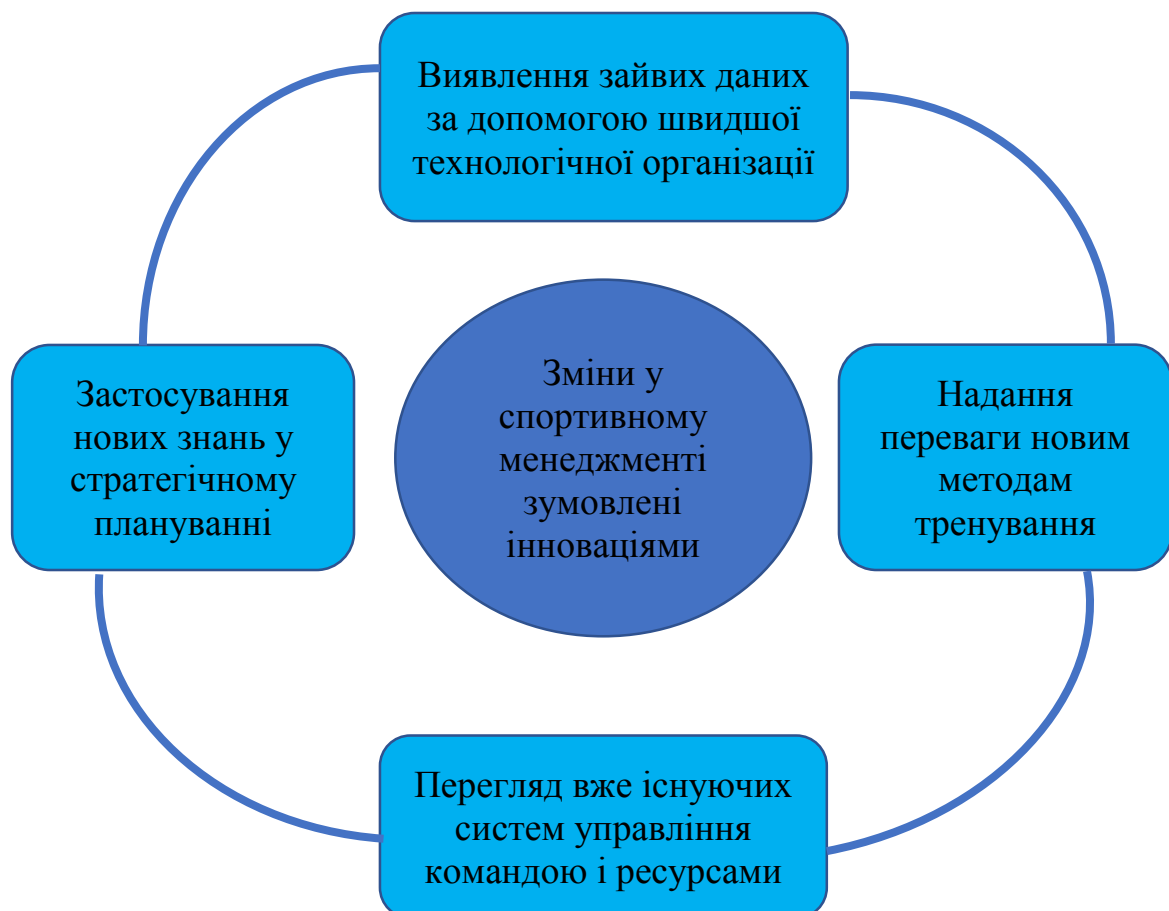 Виявлення зайвих даних
за допомогою швидшої
технологічної організації
Застосування
нових знань у
стратегічному
плануванні
Зміни у
спортивному
менеджменті
зумовлені
інноваціями
Надання
переваги новим
методам
тренування
Перегляд вже існуючих
систем управління
командою і ресурсами